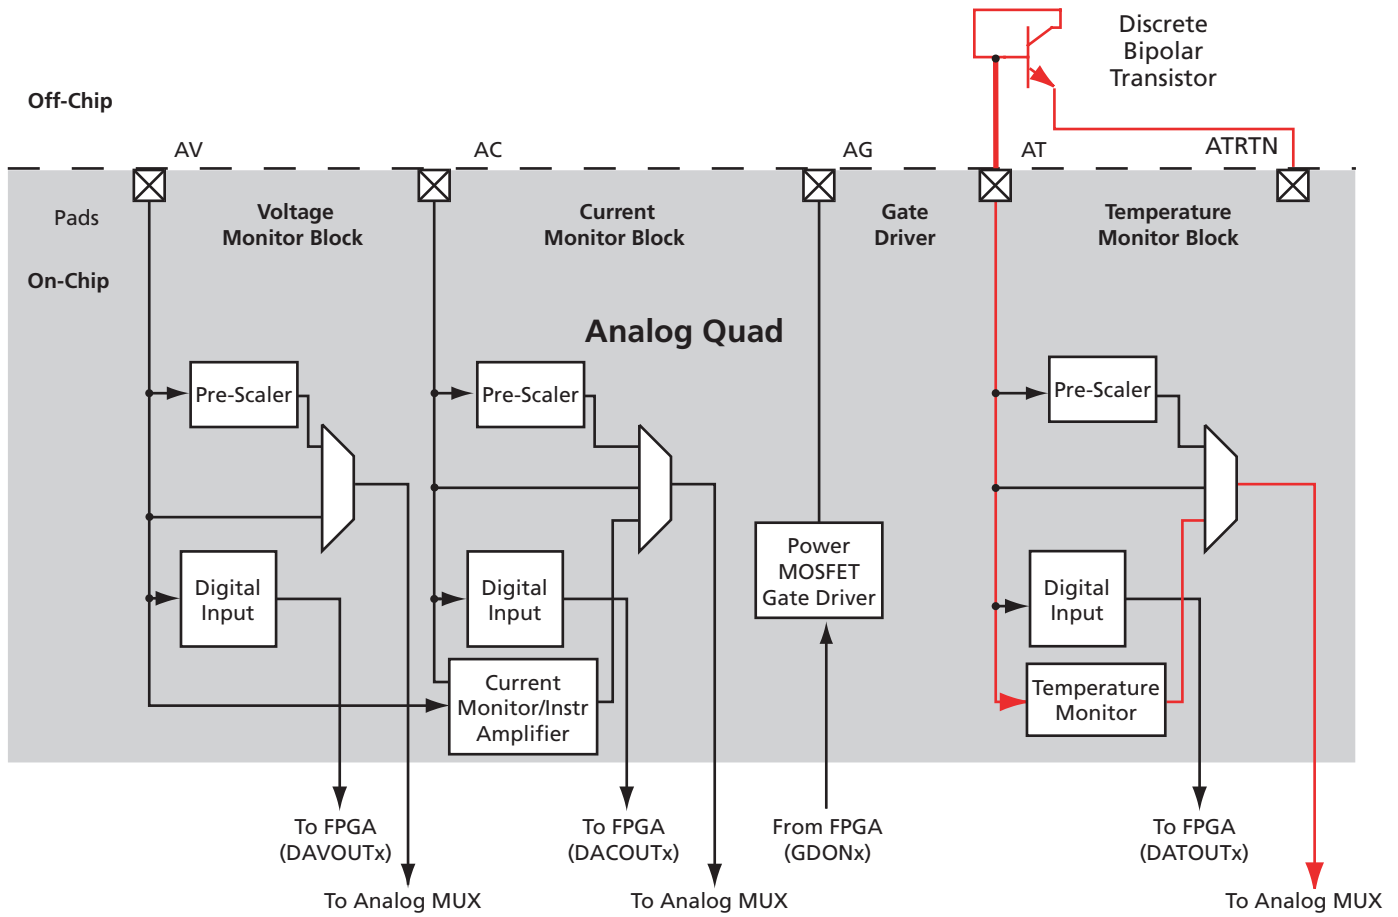 Discrete
Bipolar
Transistor
Off-Chip
AV
AC
AG
AT
ATRTN
Pads
Voltage
Monitor Block
Current
Monitor Block
Gate
Driver
Temperature
Monitor Block
On-Chip
Analog Quad
Pre-Scaler
Pre-Scaler
Pre-Scaler
Digital
Input
Digital
Input
Power
MOSFET
Gate Driver
Digital
Input
Current
Monitor/Instr
Amplifier
Temperature
Monitor
To FPGA
(DAVOUTx)
To FPGA
(DACOUTx)
From FPGA
(GDONx)
To FPGA
(DATOUTx)
To Analog MUX
To Analog MUX
To Analog MUX